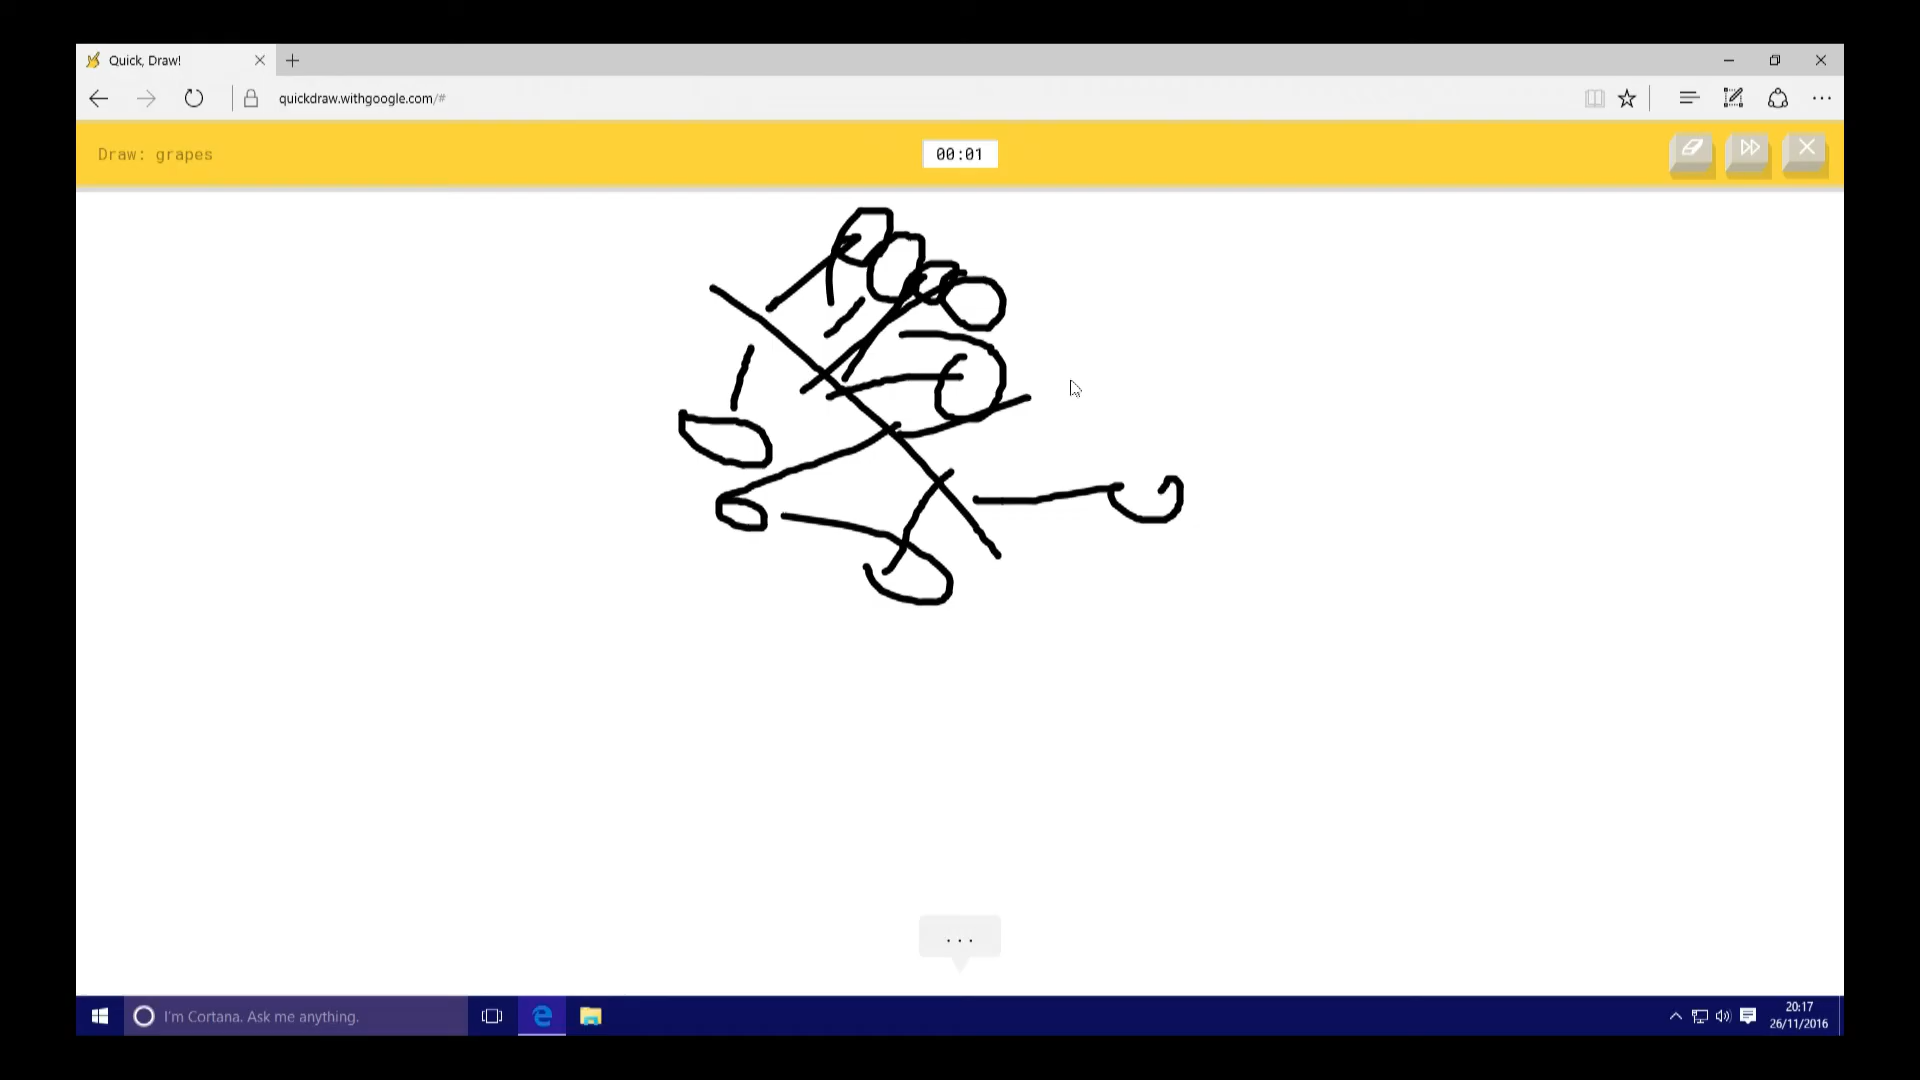 Quick, Draw!
quickdraw.withgoogle.com/#
Draw: grapes
00:01
...
I'm Cortana. Ask me anything.
20:17
26/11/2016